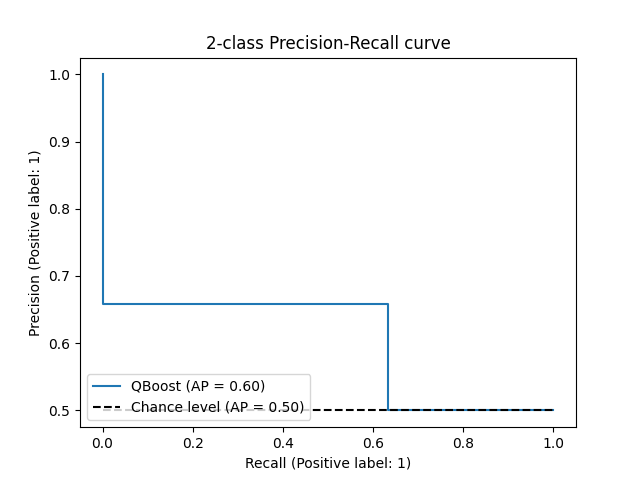 2-class Precision-Recall curve
1.0
0.9
0.8
0.7
0.6
0.5
Precision (Positive label: 1)
QBoost (AP = 0.60)
Chance level (AP = 0.50)
0.0 0.2 0.4 0.6 0.8 1.0
Recall (Positive label: 1)